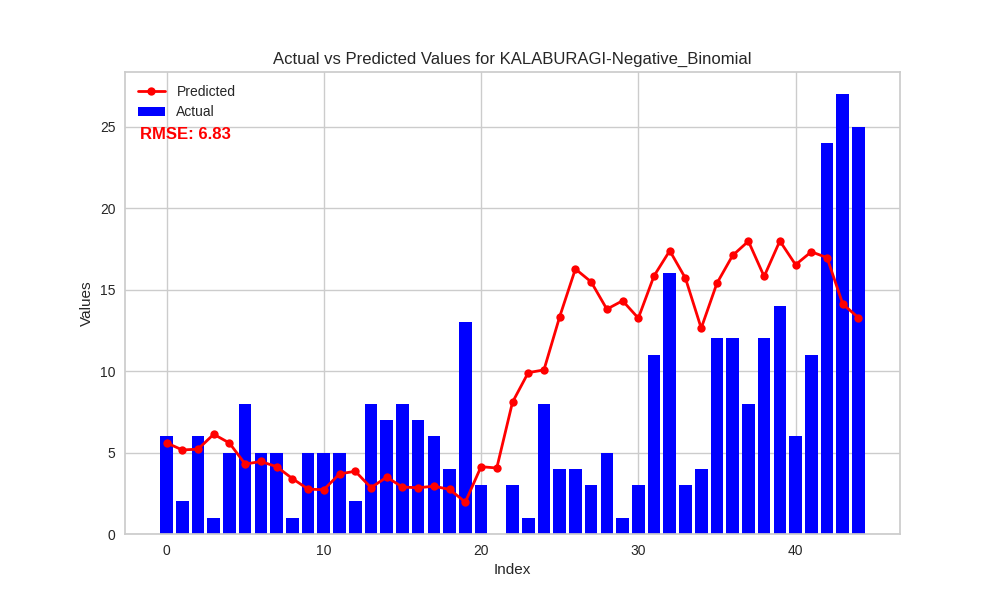 Actual vs Predicted Values for KALABURAGI-Negative_Binomial
Predicted
Actual
RMSE: 6.83
25
20
15
10
5
0
Values
0 10 20 30 40
Index